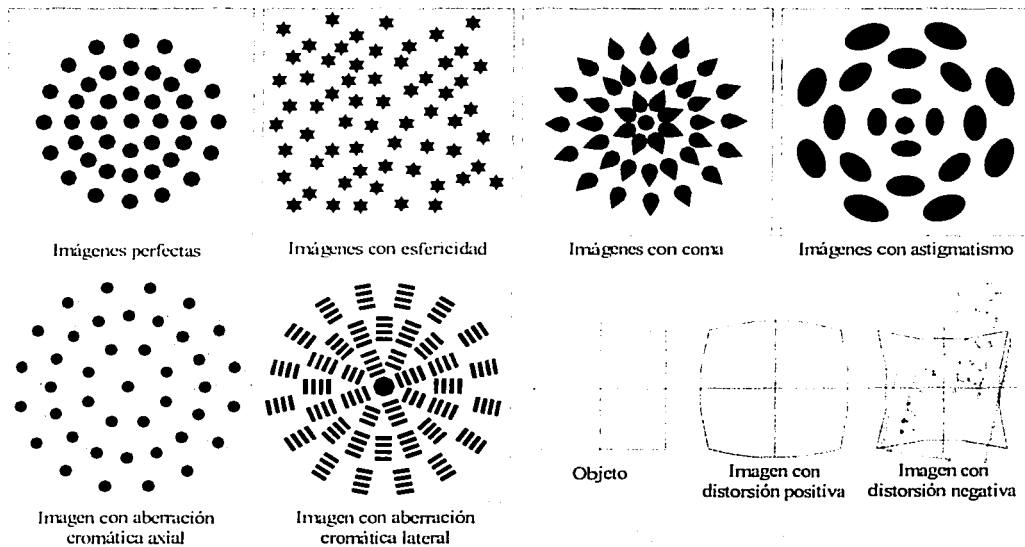 Imágenes perfectas
Imágenes con esfericidad
Imágenes con coma
Imágenes con astigmatismo
Imagen con aberración
cromática axial
Imagen con aberración
cromática lateral
Objeto
Imagen con
distorsión positiva
Imagen con
distorsión negativa